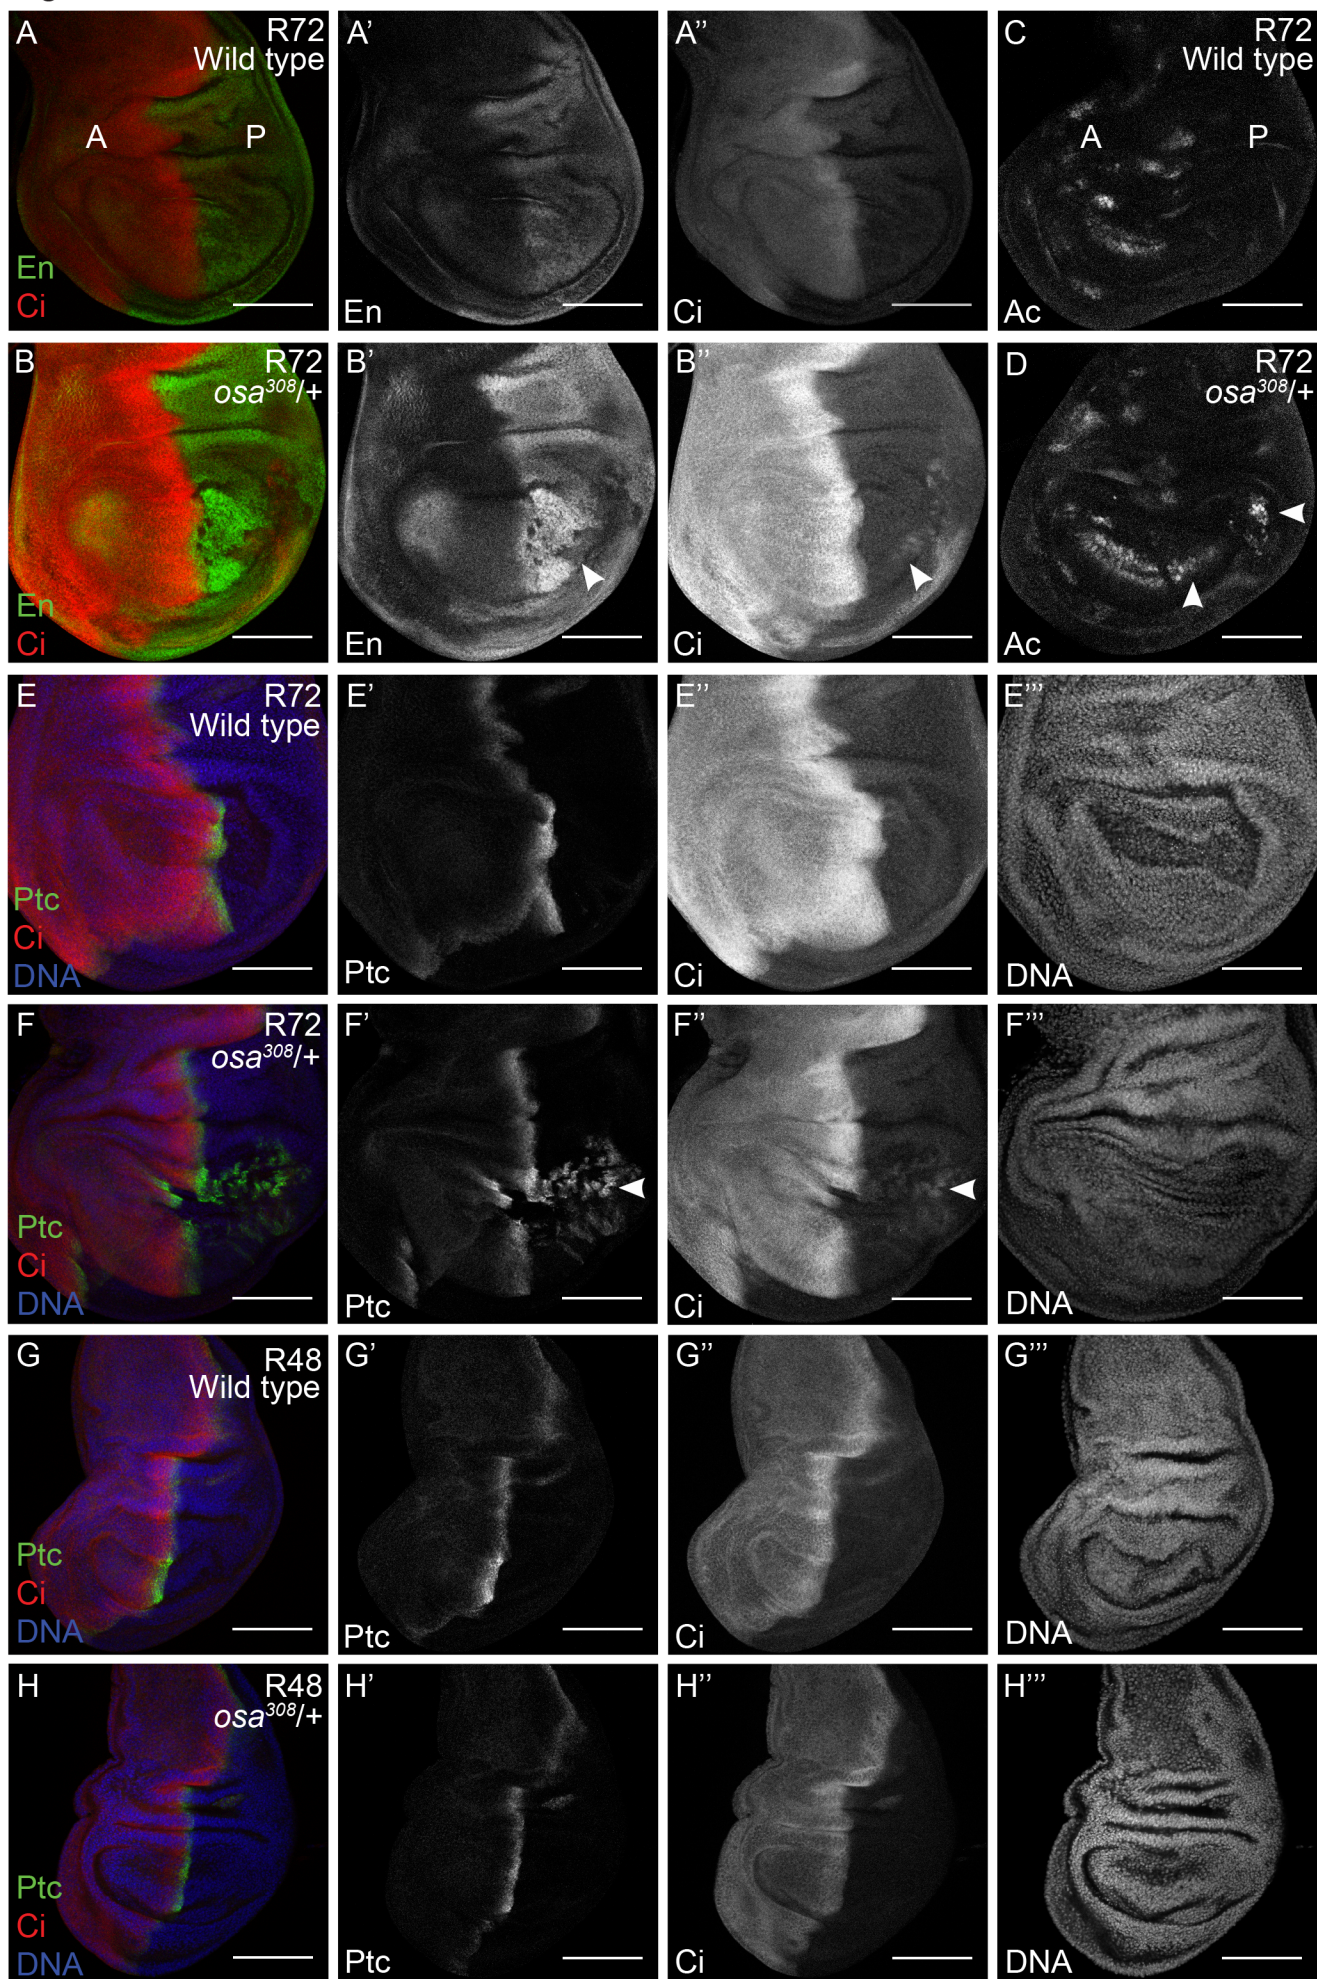 A
R72
Wild type
A
P
En
Ci
A’
En
A’’
Ci
C
R72
Wild type
A
P
Ac
B
R72
osa308/+
En
Ci
B’
En
B’’
Ci
D
R72
osa308/+
Ac
E
R72
Wild type
Ptc
Ci
DNA
E’
Ptc
E’’
Ci
E’’’
DNA
F
R72
osa308/+
Ptc
Ci
DNA
F’
Ptc
F’’
Ci
F’’’
DNA
G
R48
Wild type
Ptc
Ci
DNA
G’
Ptc
G’’
Ci
G’’’
DNA
H
R48
osa308/+
Ptc
Ci
DNA
H’
Ptc
H’’
Ci
H’’’
DNA